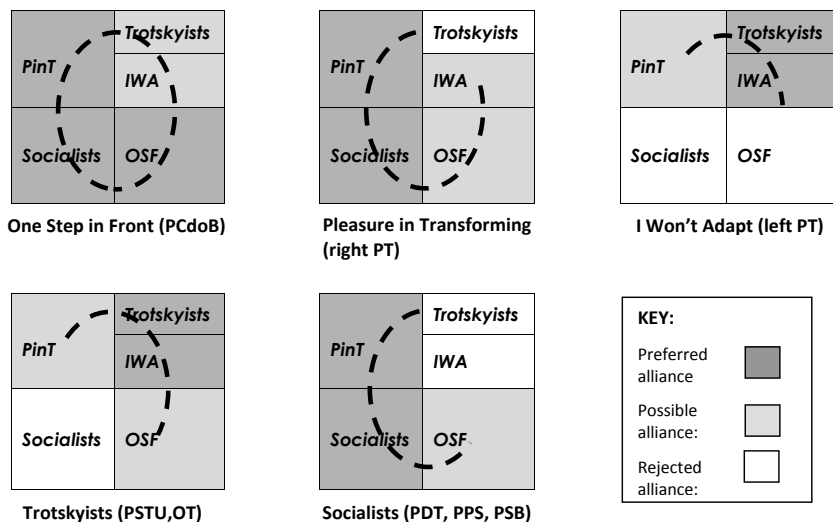 Trotskyists
PinT
IWA
Socialists
OSF
One Step in Front (PCdoB)
Trotskyists
PinT
IWA
Socialists
OSF
Pleasure in Transforming
(right PT)
Trotskyists
PinT
IWA
Socialists
OSF
I Won't Adapt (left PT)
Trotskyists
PinT
IWA
Socialists
OSF
Trotskyists (PSTU,OT)
Trotskyists
PinT
IWA
Socialists
OSF
Socialists (PDT, PPS, PSB)
KEY:
Preferred
alliance
Possible
alliance:
Rejected
alliance: